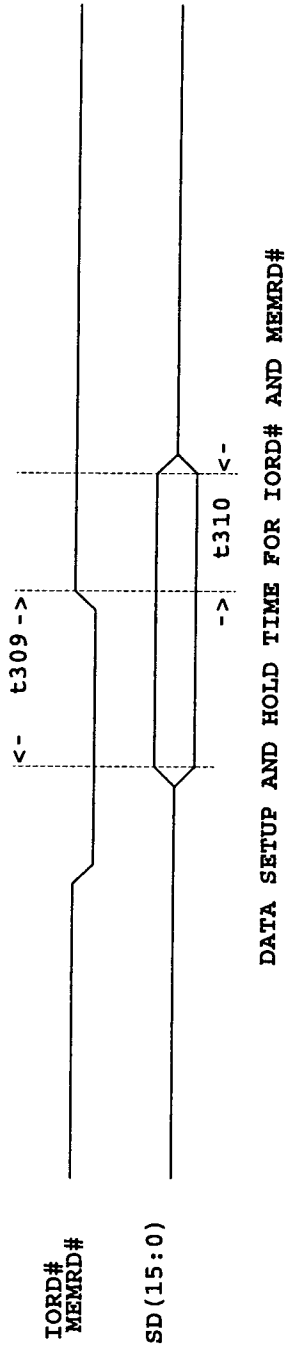 <- t309 ->
IORD#
MEMRD#
SD(15:0)
-> t310 <-
DATA SETUP AND HOLD TIME FOR IORD# AND MEMRD#